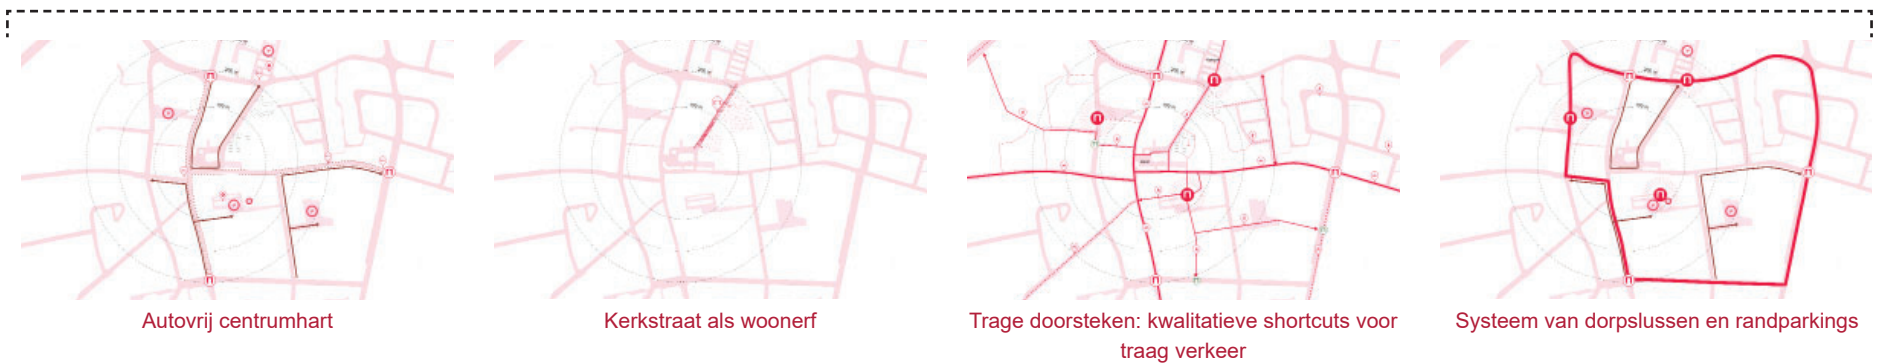 Autovrij centrumhart
Kerkstraat als woonerf
Trage doorsteken: kwalitatieve shortcuts voor
traag verkeer
Systeem van dorpslussen en randparkings